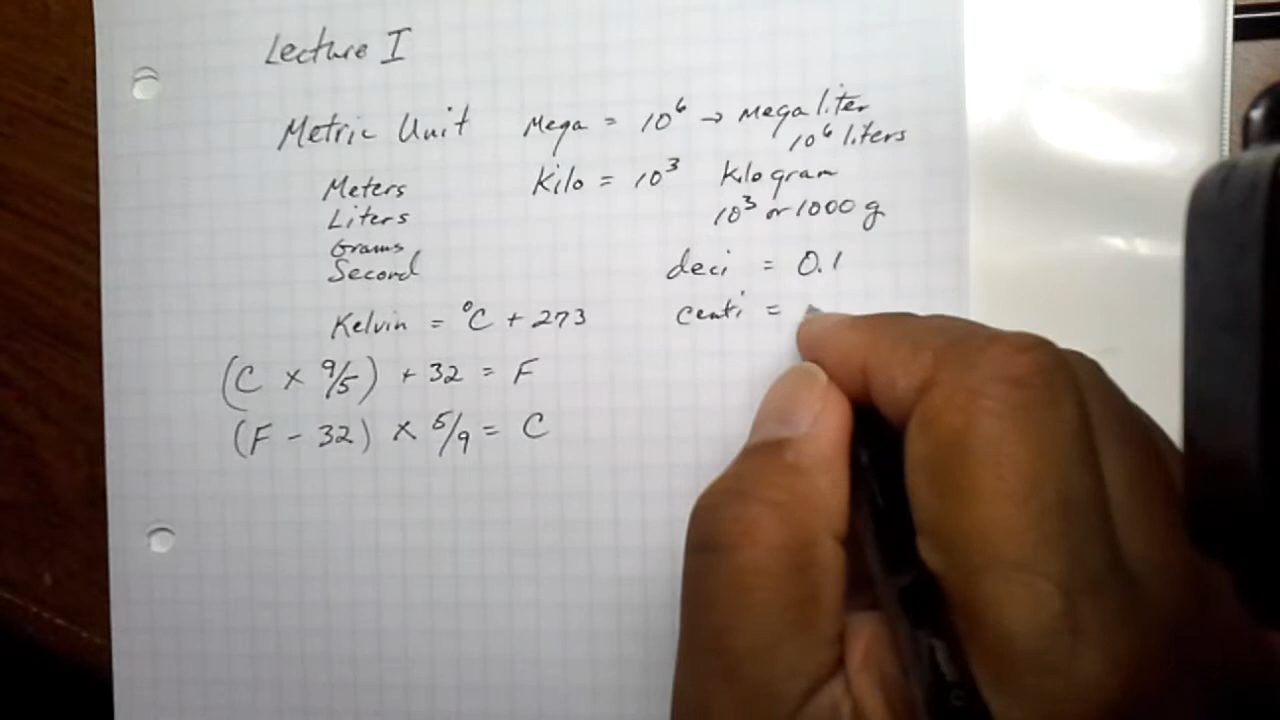 Lecture I
Metric Unit Mega = 10⁶ → Megaliter
10⁶ liters
Meters Kilo = 10³ Kilogram
Liters 10³ or 1000 g
Grams
Second deci = 0.1
Kelvin = °C + 273 centi =
(C × 9/5) + 32 = F
(F - 32) × 5/9 = C